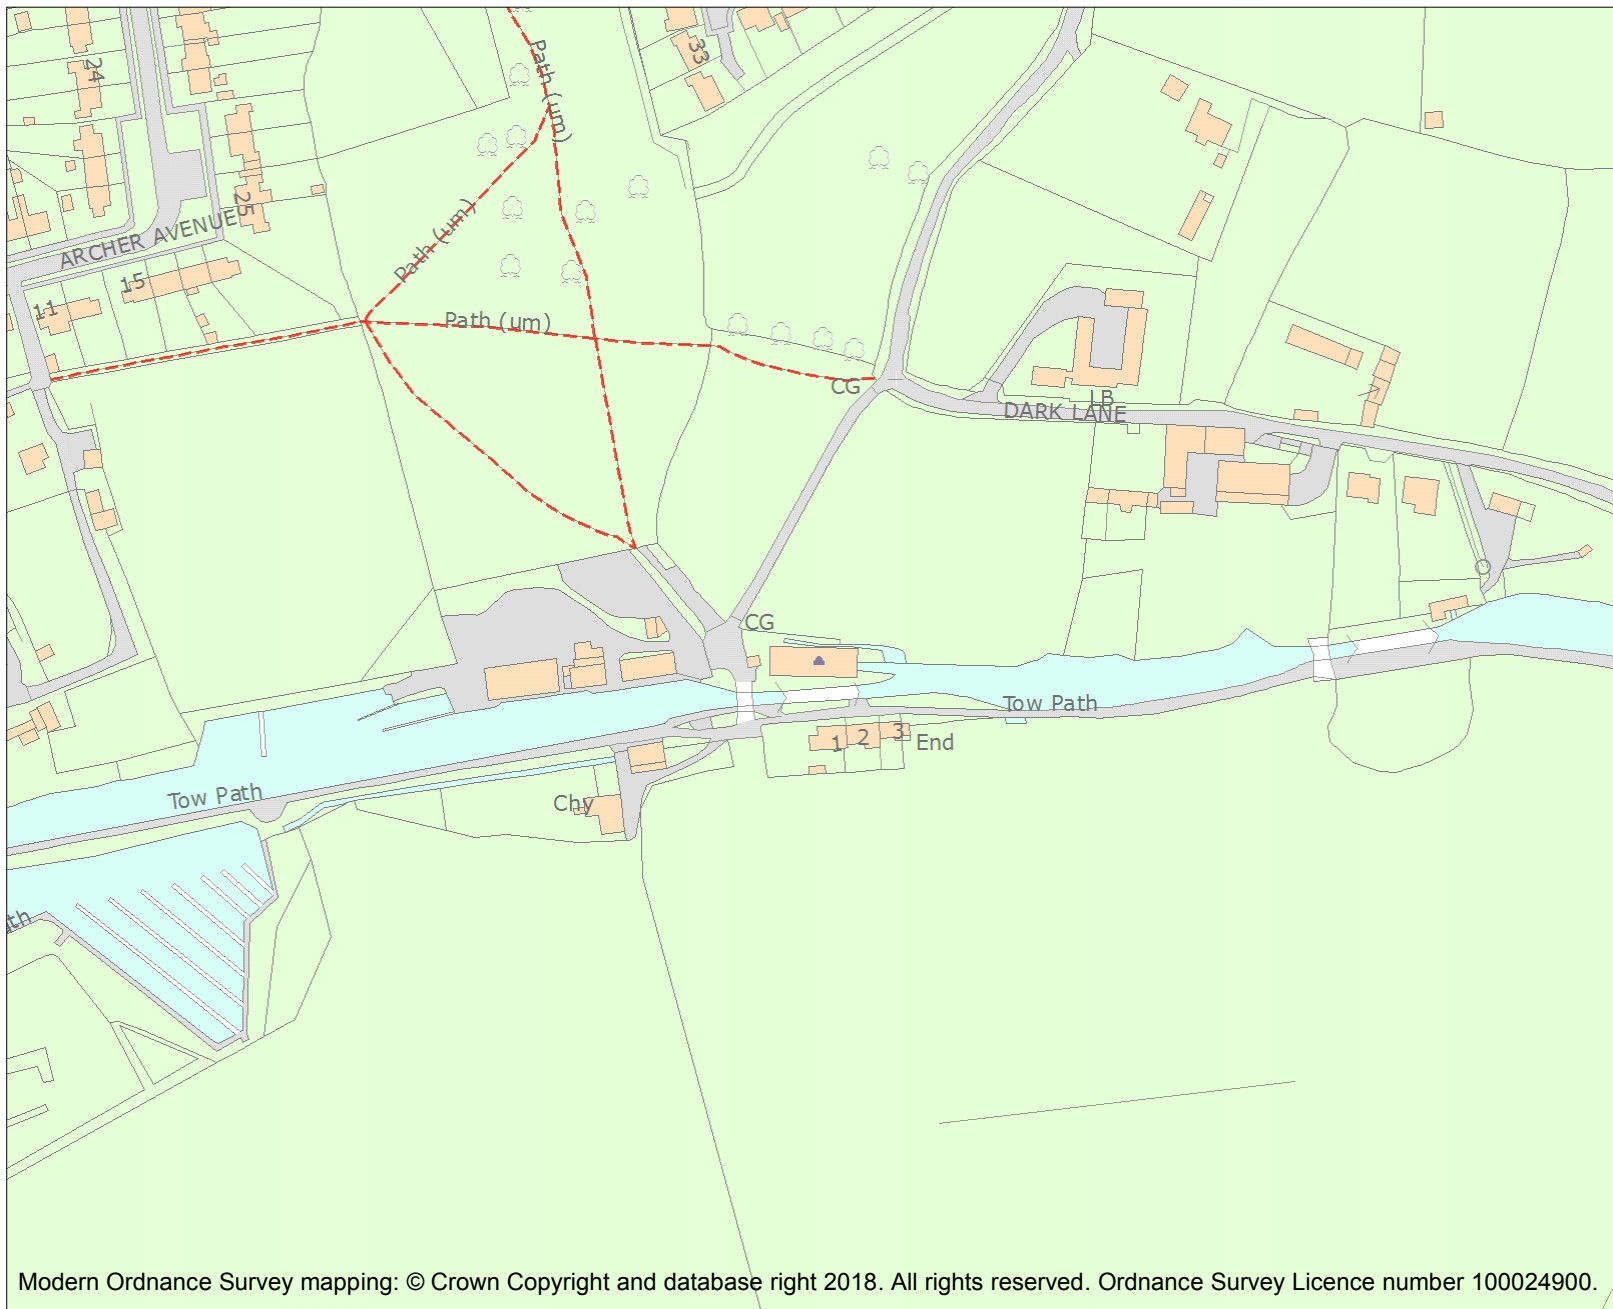 33
24
Path (um)
25
ARCHER AVENUE
Path (um)
15
11
Path (um)
CG
LB
DARK LANE
CG
Tow Path
1
2
3
End
Tow Path
Chy
th
Modern Ordnance Survey mapping: © Crown Copyright and database right 2018. All rights reserved. Ordnance Survey Licence number 100024900.